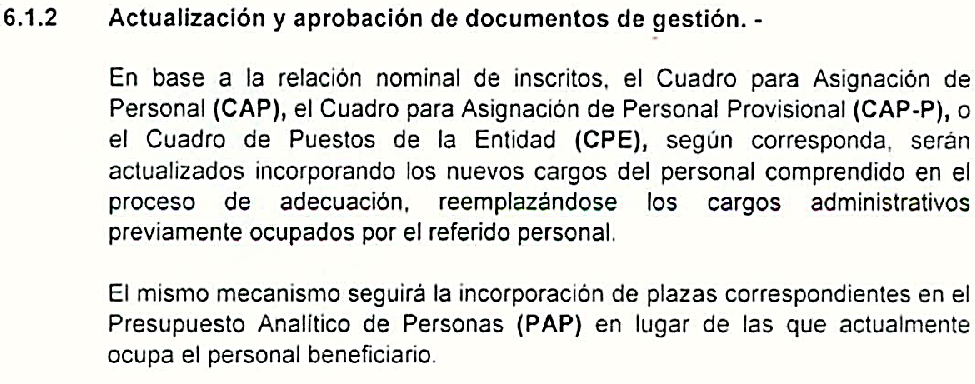 6.1.2 Actualización y aprobación de documentos de gestión. -
En base a la relación nominal de inscritos, el Cuadro para Asignación de
Personal (CAP), el Cuadro para Asignación de Personal Provisional (CAP-P), o
el Cuadro de Puestos de la Entidad (CPE), según corresponda, serán
actualizados incorporando los nuevos cargos del personal comprendido en el
proceso de adecuación, reemplazándose los cargos administrativos
previamente ocupados por el referido personal.
El mismo mecanismo seguirá la incorporación de plazas correspondientes en el
Presupuesto Analítico de Personas (PAP) en lugar de las que actualmente
ocupa el personal beneficiario.